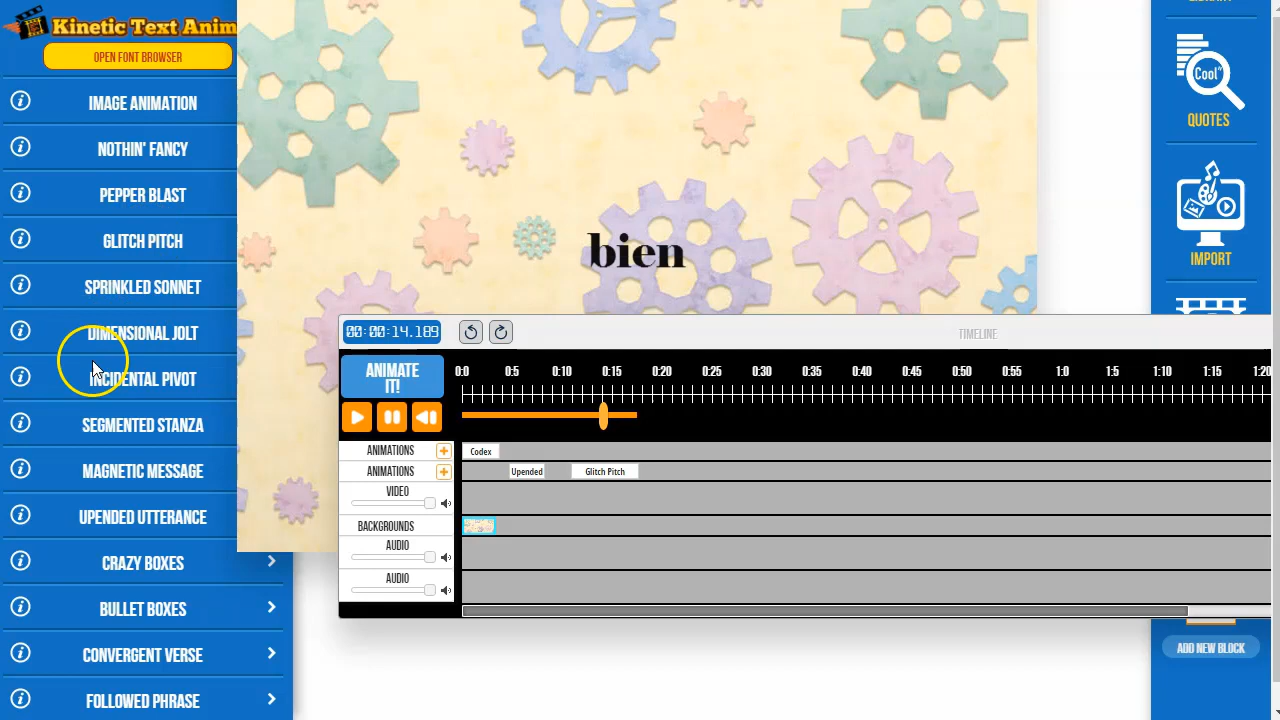 Kinetic Text Anim
OPEN FONT BROWSER
IMAGE ANIMATION
NOTHIN' FANCY
PEPPER BLAST
GLITCH PITCH
SPRINKLED SONNET
DIMENSIONAL JOLT
INCIDENTAL PIVOT
SEGMENTED STANZA
MAGNETIC MESSAGE
UPENDED UTTERANCE
CRAZY BOXES
BULLET BOXES
CONVERGENT VERSE
FOLLOWED PHRASE
bien
00:00:14.189
TIMELINE
ANIMATE
IT!
0:0 0:5 0:10 0:15 0:20 0:25 0:30 0:35 0:40 0:45 0:50 0:55 1:0 1:05 1:10 1:15 1:20
ANIMATIONS + Codex
ANIMATIONS + Upended Glitch Pitch
VIDEO
BACKGROUNDS
AUDIO
AUDIO
Cool"
QUOTES
IMPORT
ADD NEW BLOCK